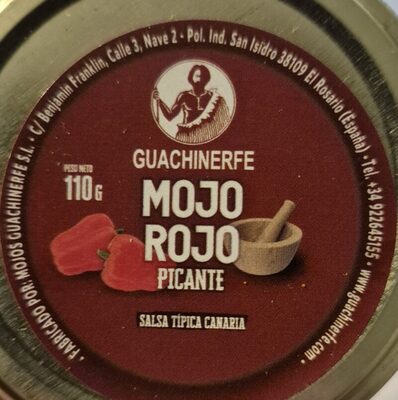 · FABRICADO POR: MOJOS GUACHINERFE S.L. · C/ Benjamin Franklin, Calle 3, Nave 2 · Pol. Ind. San Isidro 38109 El Rosario (España) · Tel +34 922645155 · www.guachinerfe.com ·
GUACHINERFE
PESO NETO
110 G
MOJO
ROJO
PICANTE
SALSA TÍPICA CANARIA